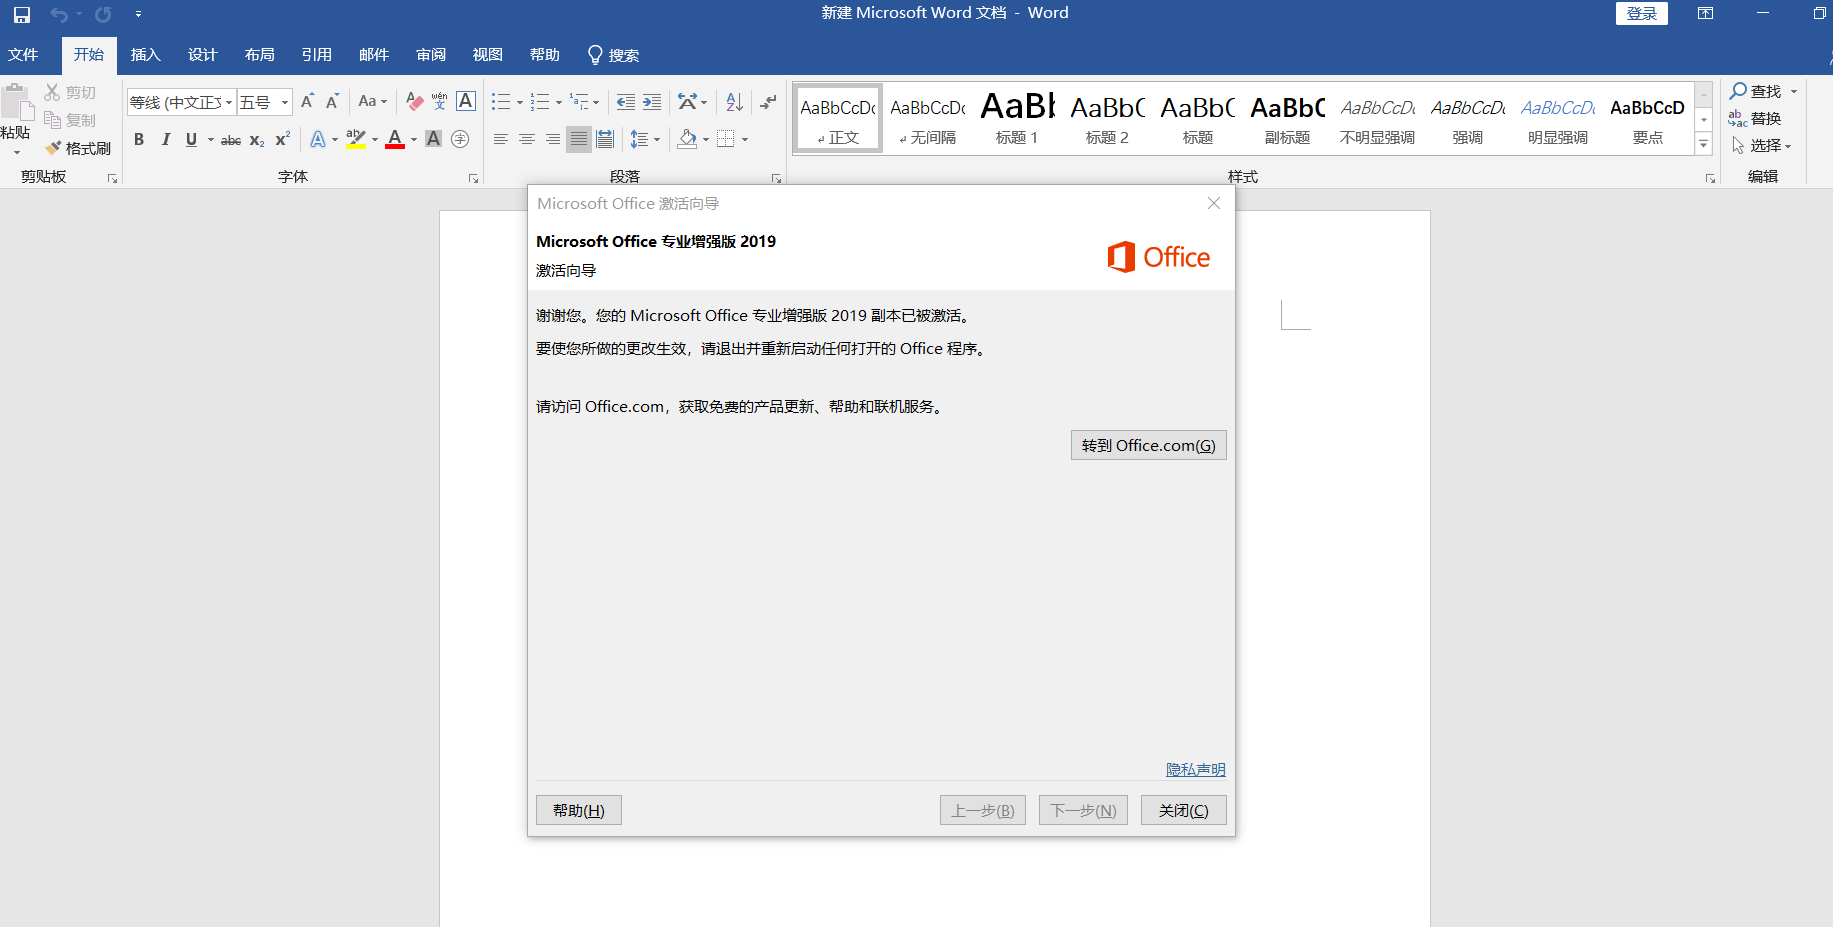 新建 Microsoft Word 文档 - Word
登录
文件 开始 插入 设计 布局 引用 邮件 审阅 视图 帮助 搜索
粘贴
剪切
复制
格式刷
剪贴板
等线 (中文正文 五号 A A Aa wén 文 A
B I U abc x₂ x² A ab A A 字
字体
段落
AaBbCcDc AaBbCcDc AaBb AaBbC AaBbC AaBbC AaBbCcDc AaBbCcDc AaBbCcDc AaBbCcD
正文 无间隔 标题 1 标题 2 标题 副标题 不明显强调 强调 明显强调 要点
样式
查找
替换
选择
编辑
Microsoft Office 激活向导
Microsoft Office 专业增强版 2019
激活向导
Office
谢谢您。您的 Microsoft Office 专业增强版 2019 副本已被激活。
要使您所做的更改生效，请退出并重新启动任何打开的 Office 程序。
请访问 Office.com，获取免费的产品更新、帮助和联机服务。
转到 Office.com(G)
隐私声明
帮助(H) 上一步(B) 下一步(N) 关闭(C)